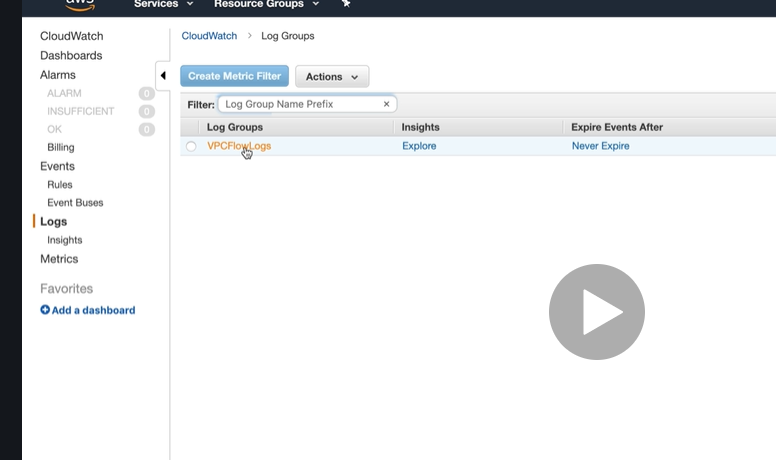 aws Services Resource Groups
CloudWatch
Dashboards
Alarms
ALARM 0
INSUFFICIENT 0
OK 0
Billing
Events
Rules
Event Buses
Logs
Insights
Metrics
Favorites
Add a dashboard
CloudWatch > Log Groups
Create Metric Filter Actions
Filter: Log Group Name Prefix ×
Log Groups Insights Expire Events After
VPCFlowLogs Explore Never Expire